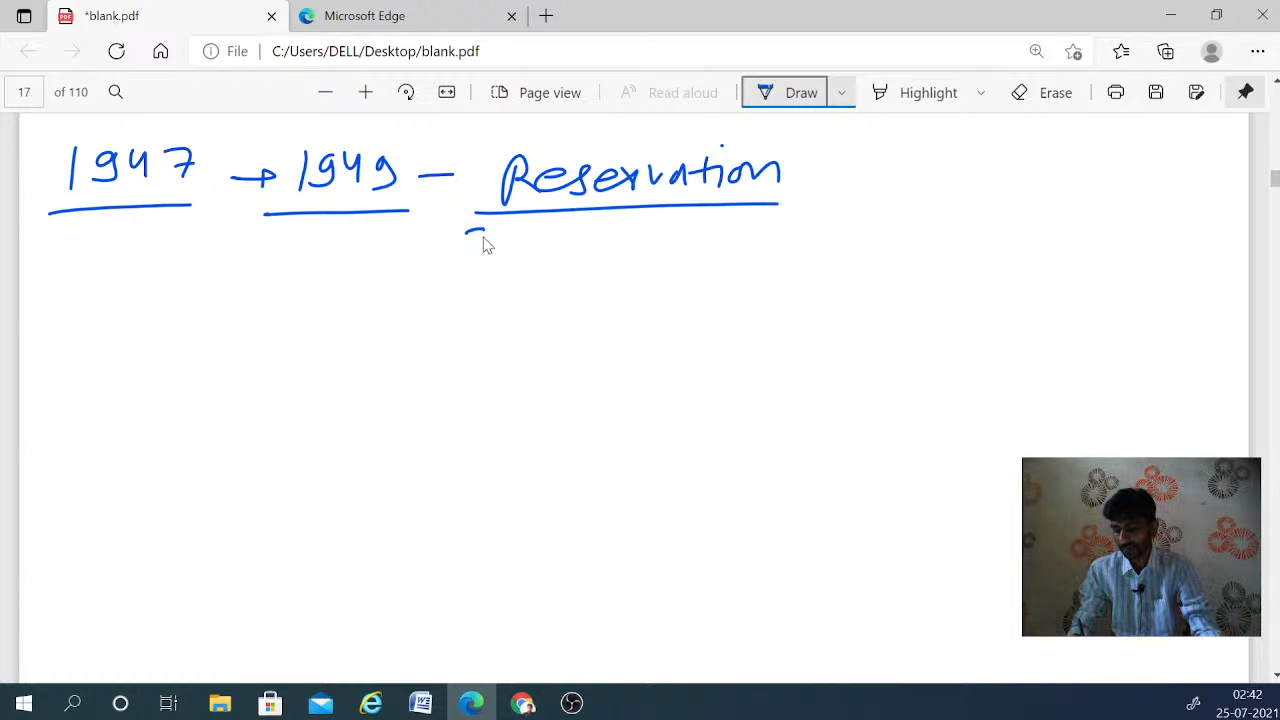 *blank.pdf
Microsoft Edge
File C:/Users/DELL/Desktop/blank.pdf
17 of 110 Page view Read aloud Draw Highlight Erase
1947 → 1949 – Reservation
02:42
25-07-2021